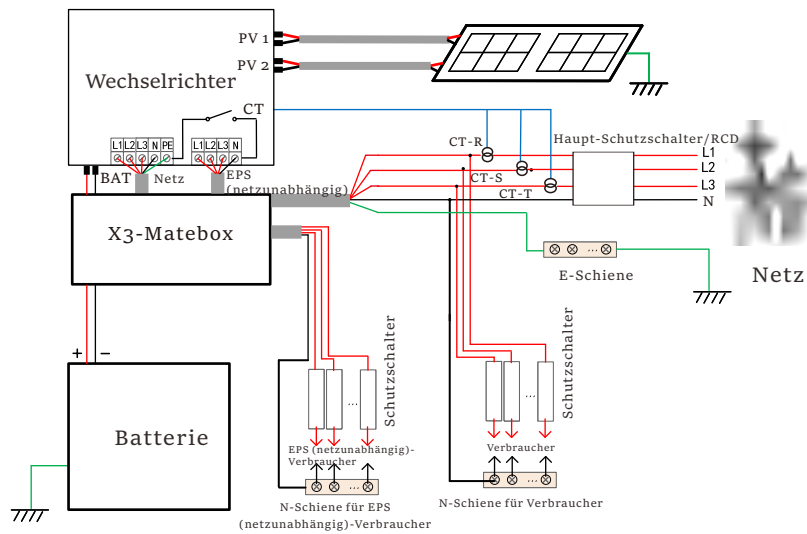 PV 1
PV 2
Wechselrichter
CT
L1 L2 L3 N PE
L1 L2 L3 N
BAT
Netz
EPS
(netzunabhängig)
CT-R
CT-S
CT-T
Haupt-Schutzschalter/RCD
L1
L2
L3
N
X3-Matebox
E-Schiene
Netz
+ −
Batterie
...
Schutzschalter
EPS (netzunabhängig)-
Verbraucher
...
N-Schiene für EPS
(netzunabhängig)-Verbraucher
...
Schutzschalter
Verbraucher
...
N-Schiene für Verbraucher
...